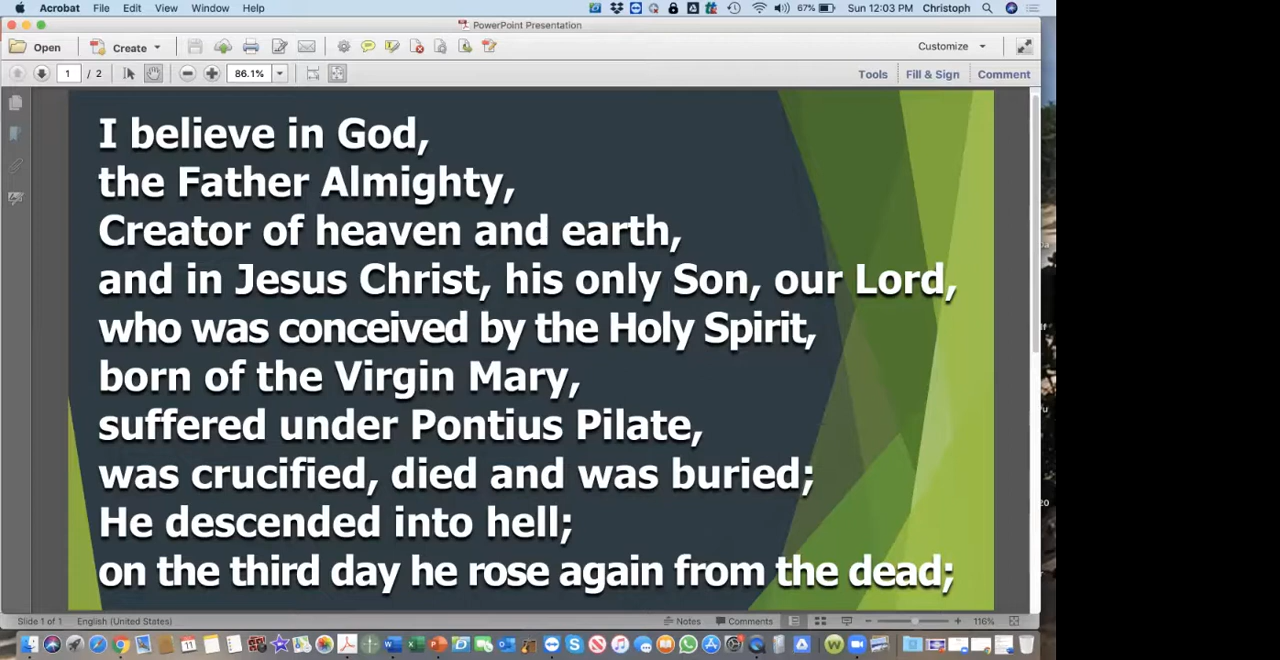 Acrobat File Edit View Window Help 67% Sun 12:03 PM Christoph
PowerPoint Presentation
Open Create Customize
1 / 2 86.1% Tools Fill & Sign Comment
I believe in God,
the Father Almighty,
Creator of heaven and earth,
and in Jesus Christ, his only Son, our Lord,
who was conceived by the Holy Spirit,
born of the Virgin Mary,
suffered under Pontius Pilate,
was crucified, died and was buried;
He descended into hell;
on the third day he rose again from the dead;
Slide 1 of 1 English (United States) Notes Comments 116%